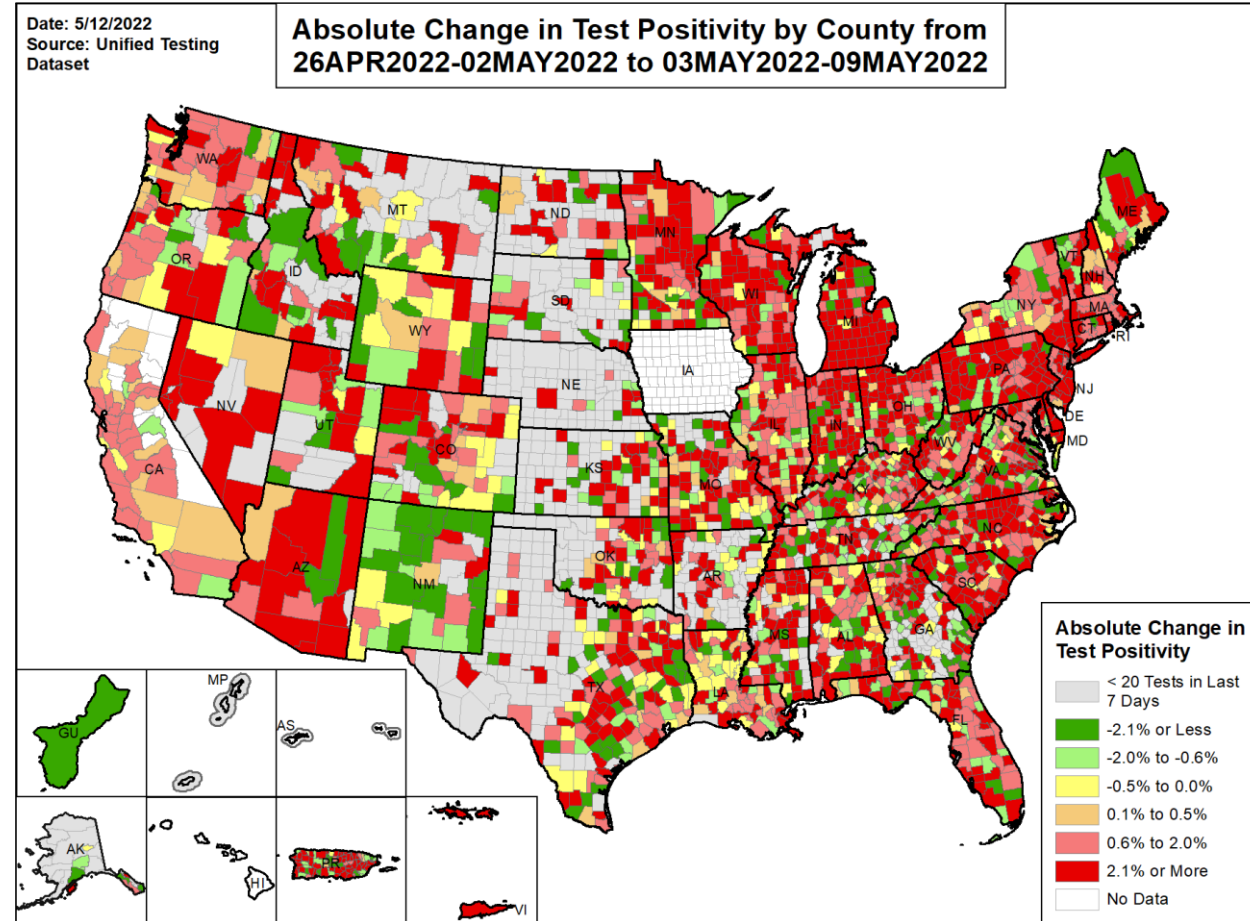 Date: 5/12/2022
Source: Unified Testing
Dataset
Absolute Change in Test Positivity by County from
26APR2022-02MAY2022 to 03MAY2022-09MAY2022
WA
MT
ND
MN
ME
OR
ID
SD
WI
VT
NH
NY
MA
WY
MI
CT
RI
NV
NE
IA
PA
NJ
UT
CO
IL
IN
OH
DE
CA
KS
MO
WV
MD
VA
KY
AZ
NM
OK
AR
TN
NC
SC
MS
AL
GA
TX
LA
FL
GU
MP
AS
AK
HI
PR
VI
Absolute Change in
Test Positivity
< 20 Tests in Last
7 Days
-2.1% or Less
-2.0% to -0.6%
-0.5% to 0.0%
0.1% to 0.5%
0.6% to 2.0%
2.1% or More
No Data